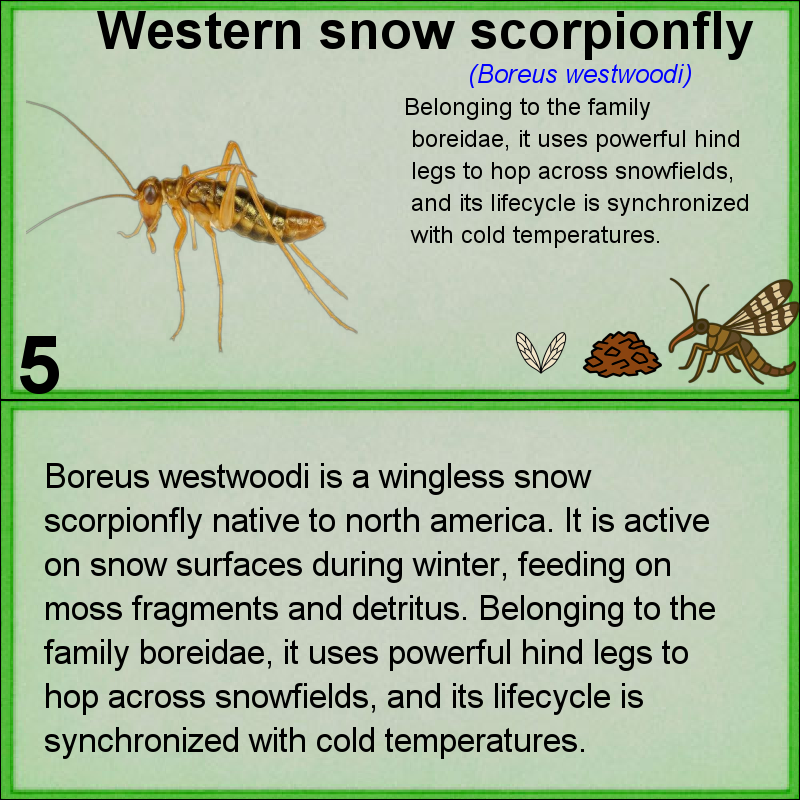 Western snow scorpionfly
(Boreus westwoodi)
Belonging to the family
boreidae, it uses powerful hind
legs to hop across snowfields,
and its lifecycle is synchronized
with cold temperatures.
5
Boreus westwoodi is a wingless snow
scorpionfly native to north america. It is active
on snow surfaces during winter, feeding on
moss fragments and detritus. Belonging to the
family boreidae, it uses powerful hind legs to
hop across snowfields, and its lifecycle is
synchronized with cold temperatures.